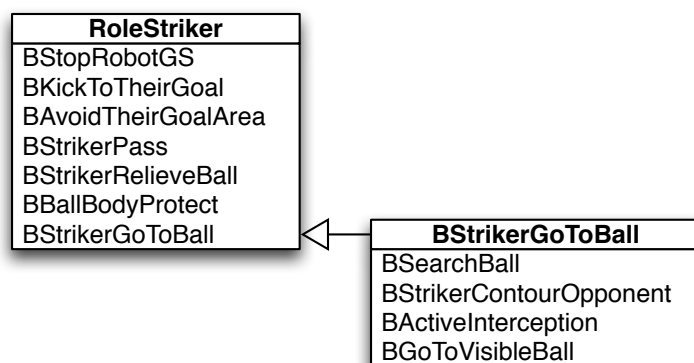 RoleStriker
BStopRobotGS
BKickToTheirGoal
BAvoidTheirGoalArea
BStrikerPass
BStrikerRelieveBall
BBallBodyProtect
BStrikerGoToBall
BStrikerGoToBall
BSearchBall
BStrikerContourOpponent
BActiveInterception
BGoToVisibleBall